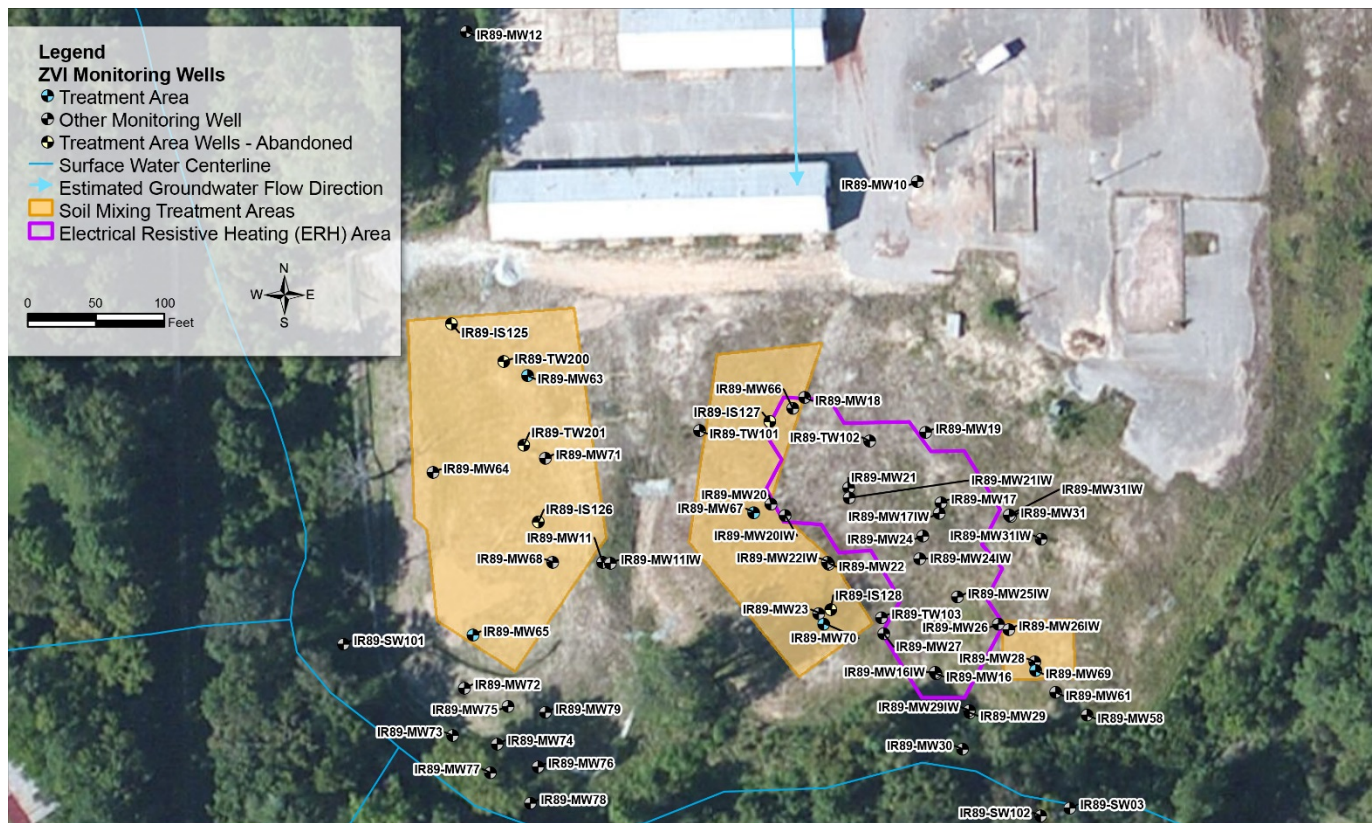 IR89-MW12
Legend
ZVI Monitoring Wells
Treatment Area
Other Monitoring Well
Treatment Area Wells - Abandoned
Surface Water Centerline
Estimated Groundwater Flow Direction
Soil Mixing Treatment Areas
Electrical Resistive Heating (ERH) Area
N
W E
S
0 50 100
Feet
IR89-MW10
IR89-IS125
IR89-TW200
IR89-MW63
IR89-MW66
IR89-MW18
IR89-IS127
IR89-TW101
IR89-TW102
IR89-MW19
IR89-TW201
IR89-MW71
IR89-MW64
IR89-MW21
IR89-MW21IW
IR89-MW20
IR89-MW17
IR89-MW31IW
IR89-MW67
IR89-MW17IW
IR89-MW31
IR89-IS126
IR89-MW20IW
IR89-MW24
IR89-MW31IW
IR89-MW11
IR89-MW68
IR89-MW11IW
IR89-MW22IW
IR89-MW22
IR89-MW24IW
IR89-IS128
IR89-MW25IW
IR89-MW23
IR89-TW103
IR89-MW26
IR89-MW26IW
IR89-MW65
IR89-MW70
IR89-SW101
IR89-MW27
IR89-MW28
IR89-MW16IW
IR89-MW16
IR89-MW69
IR89-MW72
IR89-MW61
IR89-MW75
IR89-MW79
IR89-MW29IW
IR89-MW29
IR89-MW58
IR89-MW73
IR89-MW74
IR89-MW30
IR89-MW77
IR89-MW76
IR89-MW78
IR89-SW03
IR89-SW102